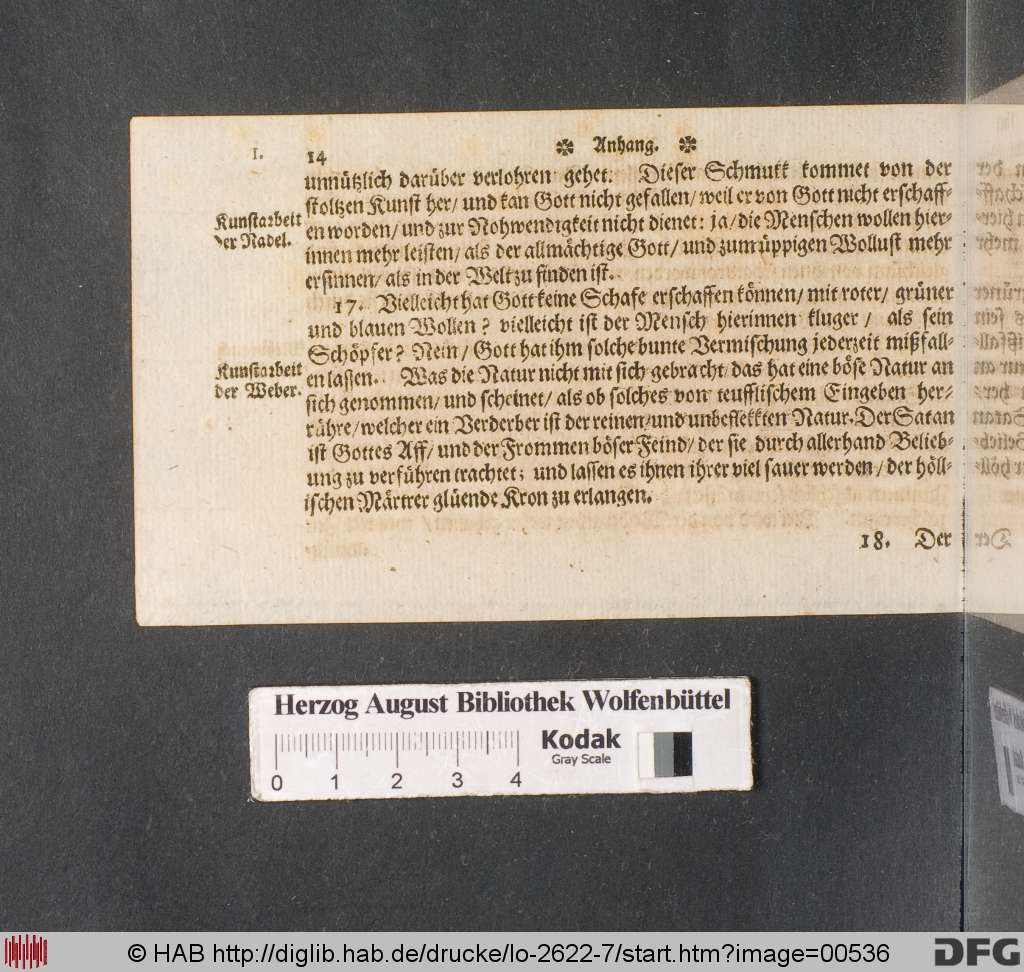 I. 14 ✼ Anhang. ✼
unnützlich darüber verlohren gehet. Dieser Schmukk kommet von der
stoltzen Kunst her/ und kan Gott nicht gefallen/ weil er von Gott nicht erschaff-
Kunstarbeit
der Nadel.
en worden/ und zur Nohwendigkeit nicht dienet: ja/ die Menschen wollen hier-
innen mehr leisten/ als der allmächtige Gott/ und zum üppigen Wollust mehr
ersinnen/ als in der Welt zu finden ist.
17. Vielleicht hat Gott keine Schafe erschaffen können/ mit roter/ grüner
und blauen Wollen? vielleicht ist der Mensch hierinnen kluger/ als sein
Schöpfer? Nein/ Gott hat ihm solche bunte Vermischung jederzeit mißfall-
Kunstarbeit
der Weber.
en lassen. Was die Natur nicht mit sich gebracht/ das hat eine böse Natur an
sich genommen/ und scheinet/ als ob solches von teufflischem Eingeben her-
rühre/ welcher ein Verderber ist der reinen/ und unbeflekkten Natur. Der Satan
ist Gottes Aff/ und der Frommen böser Feind/ der sie durch allerhand Belieb-
ung zu verführen trachtet; und lassen es ihnen ihrer viel sauer werden/ der höll-
ischen Märtrer glüende Kron zu erlangen.
18. Der
Herzog August Bibliothek Wolfenbüttel
Kodak
Gray Scale
0 1 2 3 4
© HAB http://diglib.hab.de/drucke/lo-2622-7/start.htm?image=00536
DFG